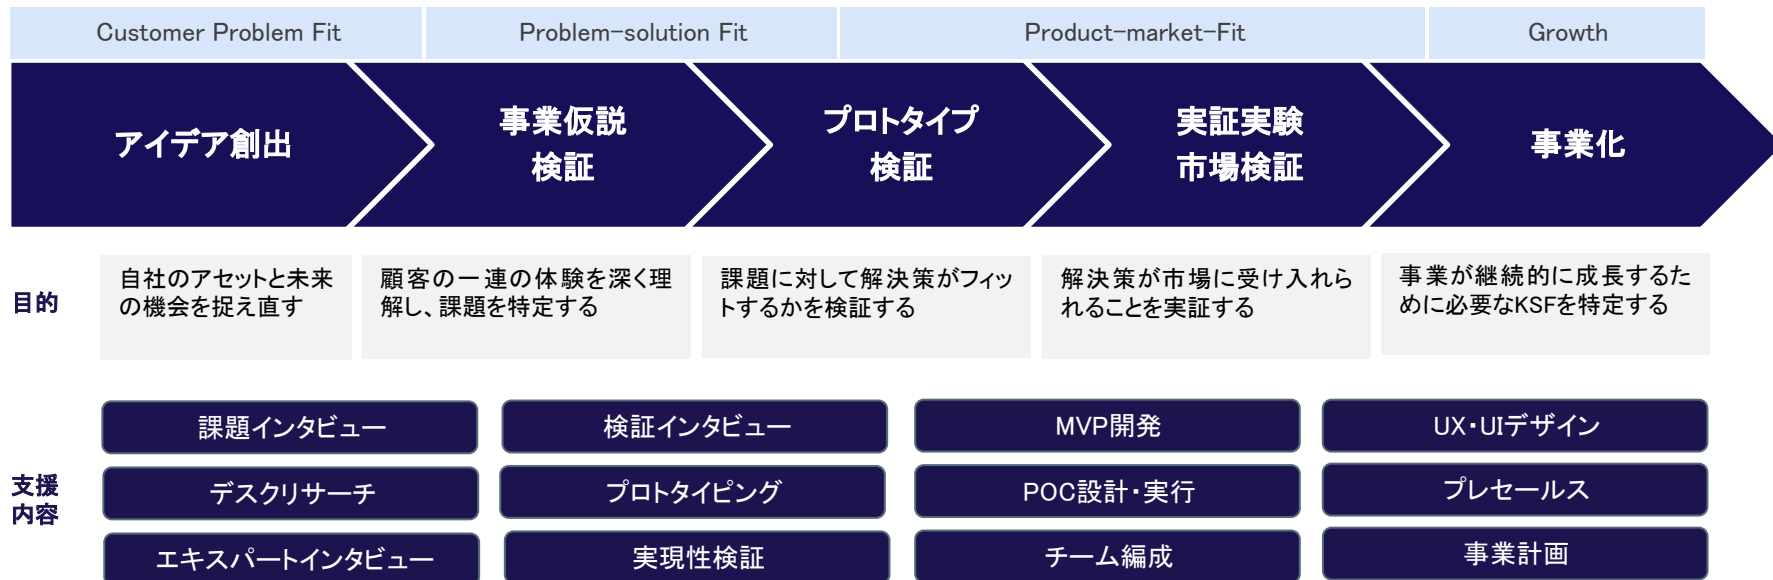 Customer Problem Fit
Problem-solution Fit
Product-market-Fit
Growth
アイデア創出
事業仮説
検証
プロトタイプ
検証
実証実験
市場検証
事業化
目的
自社のアセットと未来
の機会を捉え直す
顧客の一連の体験を深く理
解し、課題を特定する
課題に対して解決策がフィッ
トするかを検証する
解決策が市場に受け入れら
れることを実証する
事業が継続的に成長するた
めに必要なKSFを特定する
支援
内容
課題インタビュー
検証インタビュー
MVP開発
UX・UIデザイン
デスクリサーチ
プロトタイピング
POC設計・実行
プレセールス
エキスパートインタビュー
実現性検証
チーム編成
事業計画